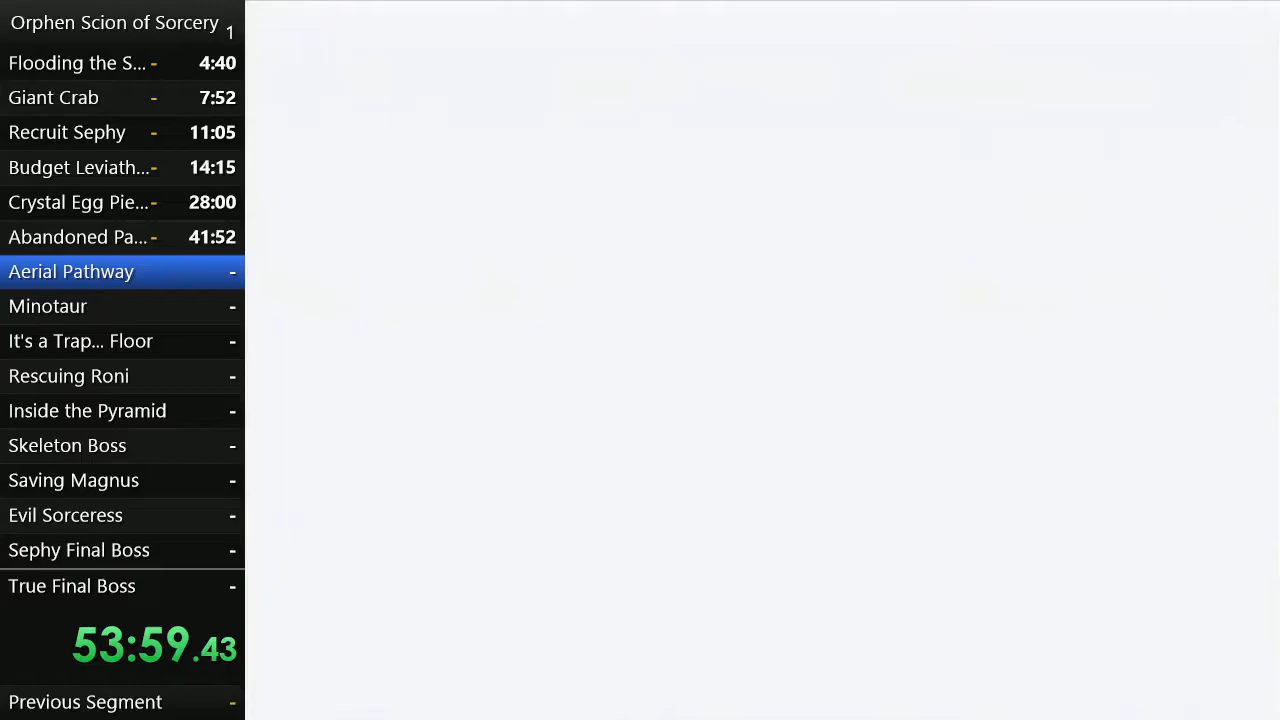 Orphen Scion of Sorcery 1
Flooding the S... - 4:40
Giant Crab - 7:52
Recruit Sephy - 11:05
Budget Leviath... - 14:15
Crystal Egg Pie... - 28:00
Abandoned Pa... - 41:52
Aerial Pathway -
Minotaur -
It's a Trap... Floor -
Rescuing Roni -
Inside the Pyramid -
Skeleton Boss -
Saving Magnus -
Evil Sorceress -
Sephy Final Boss -
True Final Boss -
53:59.43
Previous Segment -